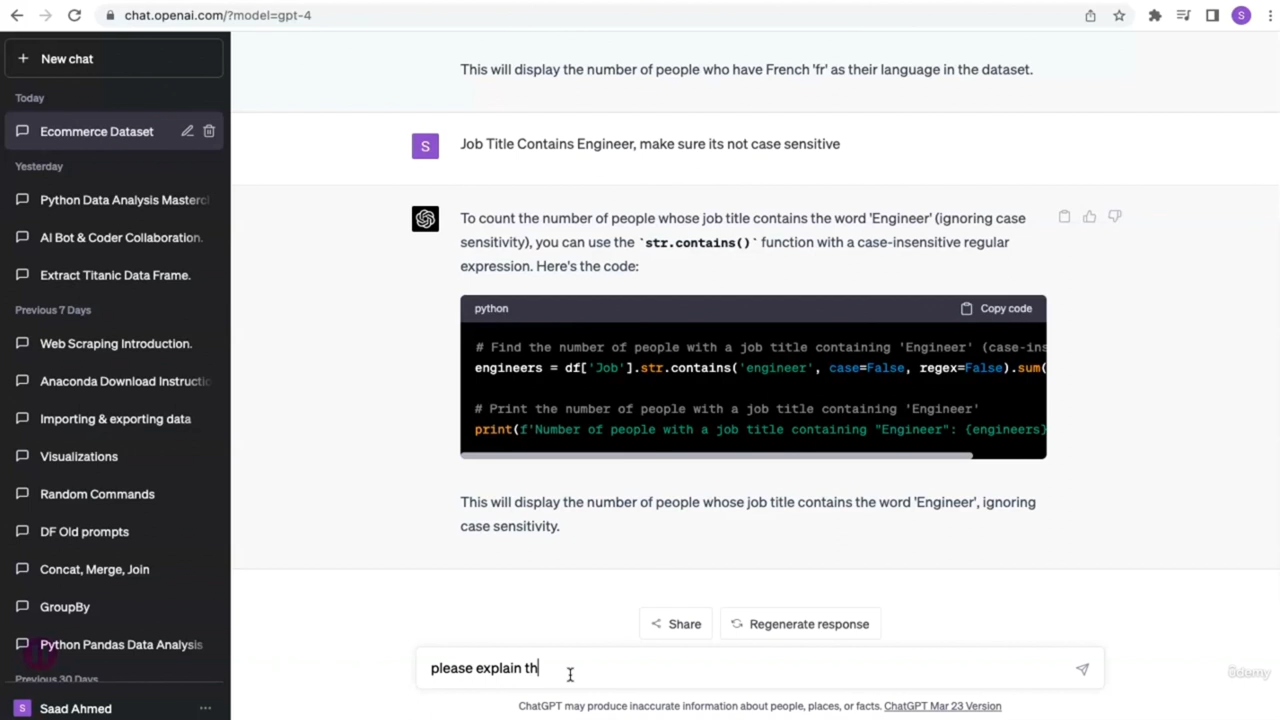 chat.openai.com/?model=gpt-4
S
New chat
Today
Ecommerce Dataset
Yesterday
Python Data Analysis Masterc
AI Bot & Coder Collaboration.
Extract Titanic Data Frame.
Previous 7 Days
Web Scraping Introduction.
Anaconda Download Instructio
Importing & exporting data
Visualizations
Random Commands
DF Old prompts
Concat, Merge, Join
GroupBy
Python Pandas Data Analysis
Previous 30 Days
S Saad Ahmed
This will display the number of people who have French 'fr' as their language in the dataset.
S
Job Title Contains Engineer, make sure its not case sensitive
To count the number of people whose job title contains the word 'Engineer' (ignoring case
sensitivity), you can use the `str.contains()` function with a case-insensitive regular
expression. Here's the code:
python Copy code
# Find the number of people with a job title containing 'Engineer' (case-ins
engineers = df['Job'].str.contains('engineer', case=False, regex=False).sum(
# Print the number of people with a job title containing 'Engineer'
print(f'Number of people with a job title containing "Engineer": {engineers}
This will display the number of people whose job title contains the word 'Engineer', ignoring
case sensitivity.
Share Regenerate response
please explain th
ChatGPT may produce inaccurate information about people, places, or facts. ChatGPT Mar 23 Version
ûdemy